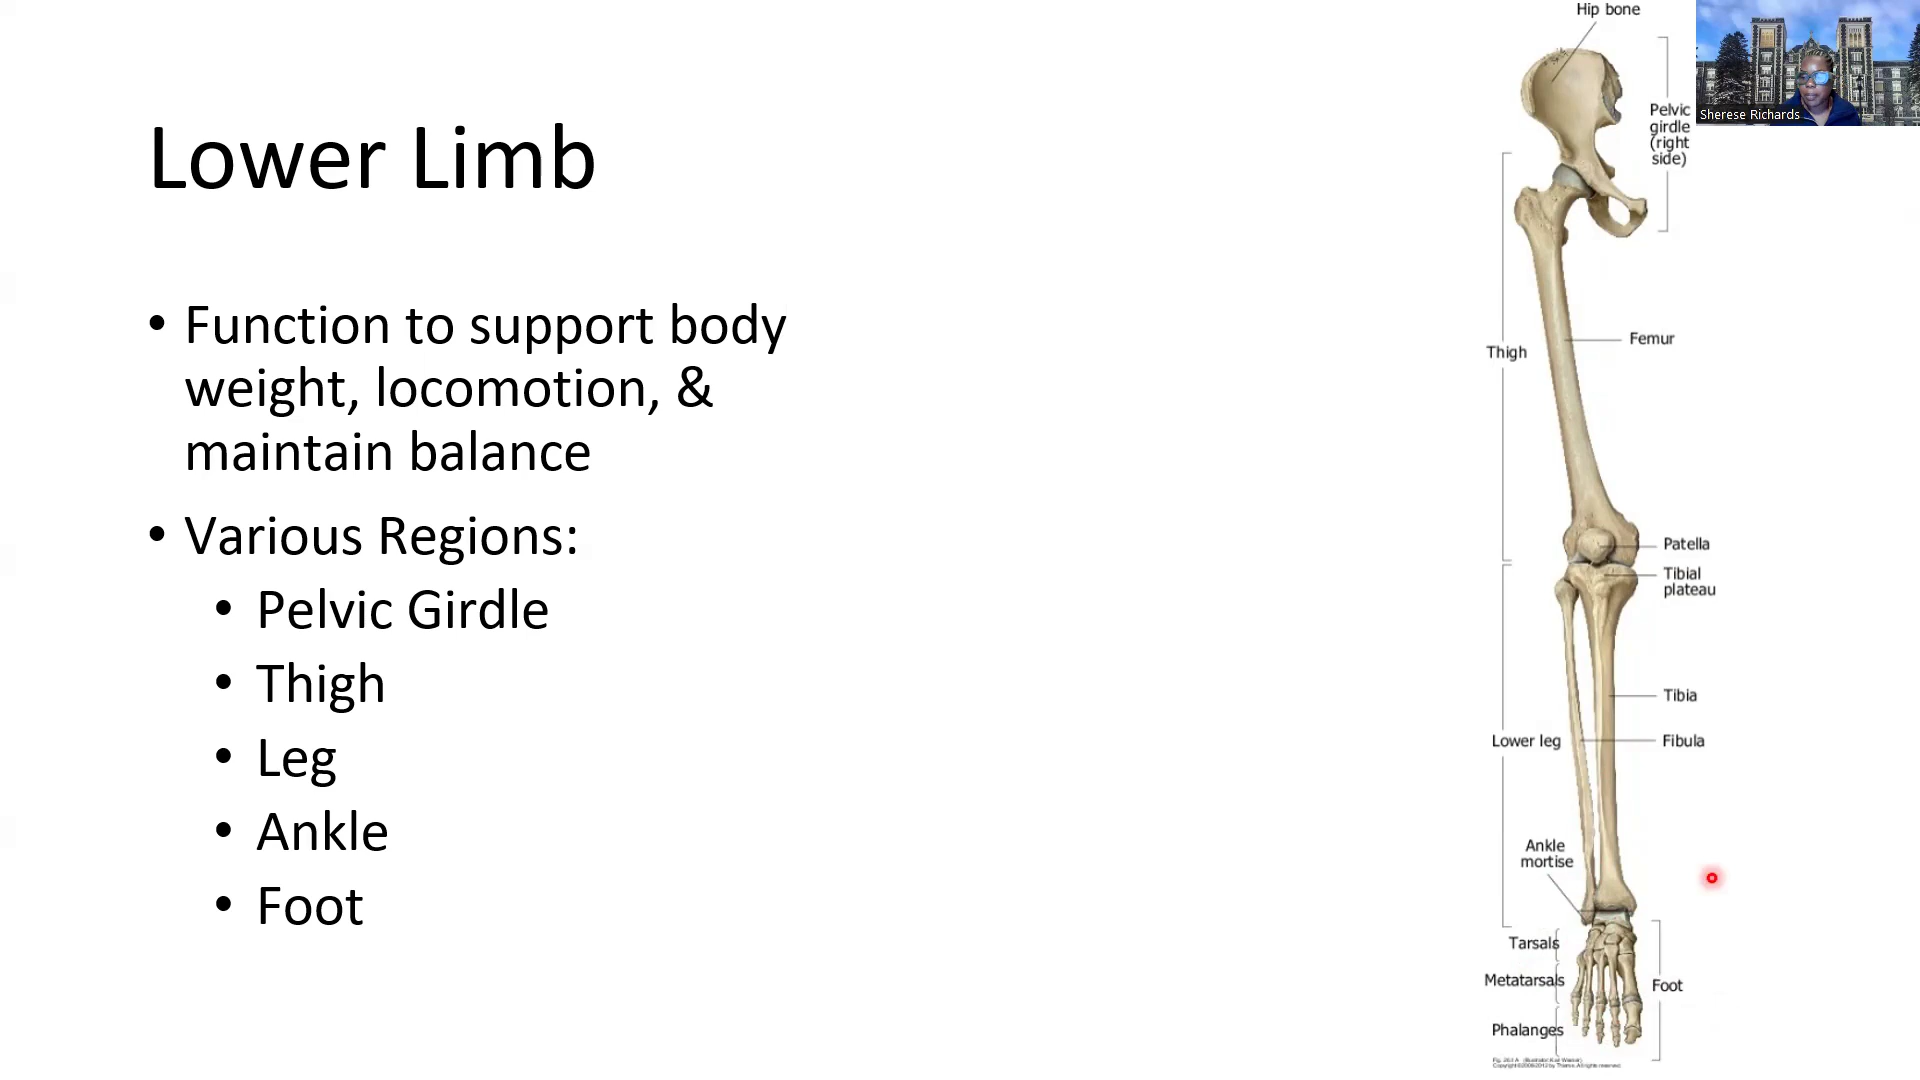 Lower Limb
• Function to support body
weight, locomotion, &
maintain balance
• Various Regions:
• Pelvic Girdle
• Thigh
• Leg
• Ankle
• Foot
Hip bone
Pelvic
girdle
(right
side)
Thigh
Femur
Patella
Tibial
plateau
Tibia
Lower leg
Fibula
Ankle
mortise
Tarsals
Metatarsals
Foot
Phalanges
Sherese Richards